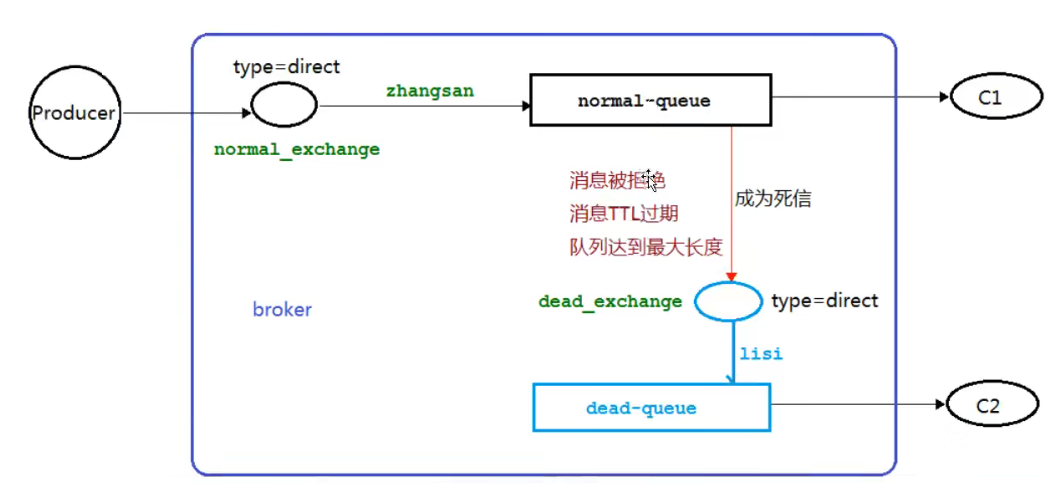 type=direct
Producer
zhangsan
normal-queue
C1
normal_exchange
消息被拒绝
消息TTL过期
队列达到最大长度
成为死信
broker
dead_exchange
type=direct
lisi
dead-queue
C2